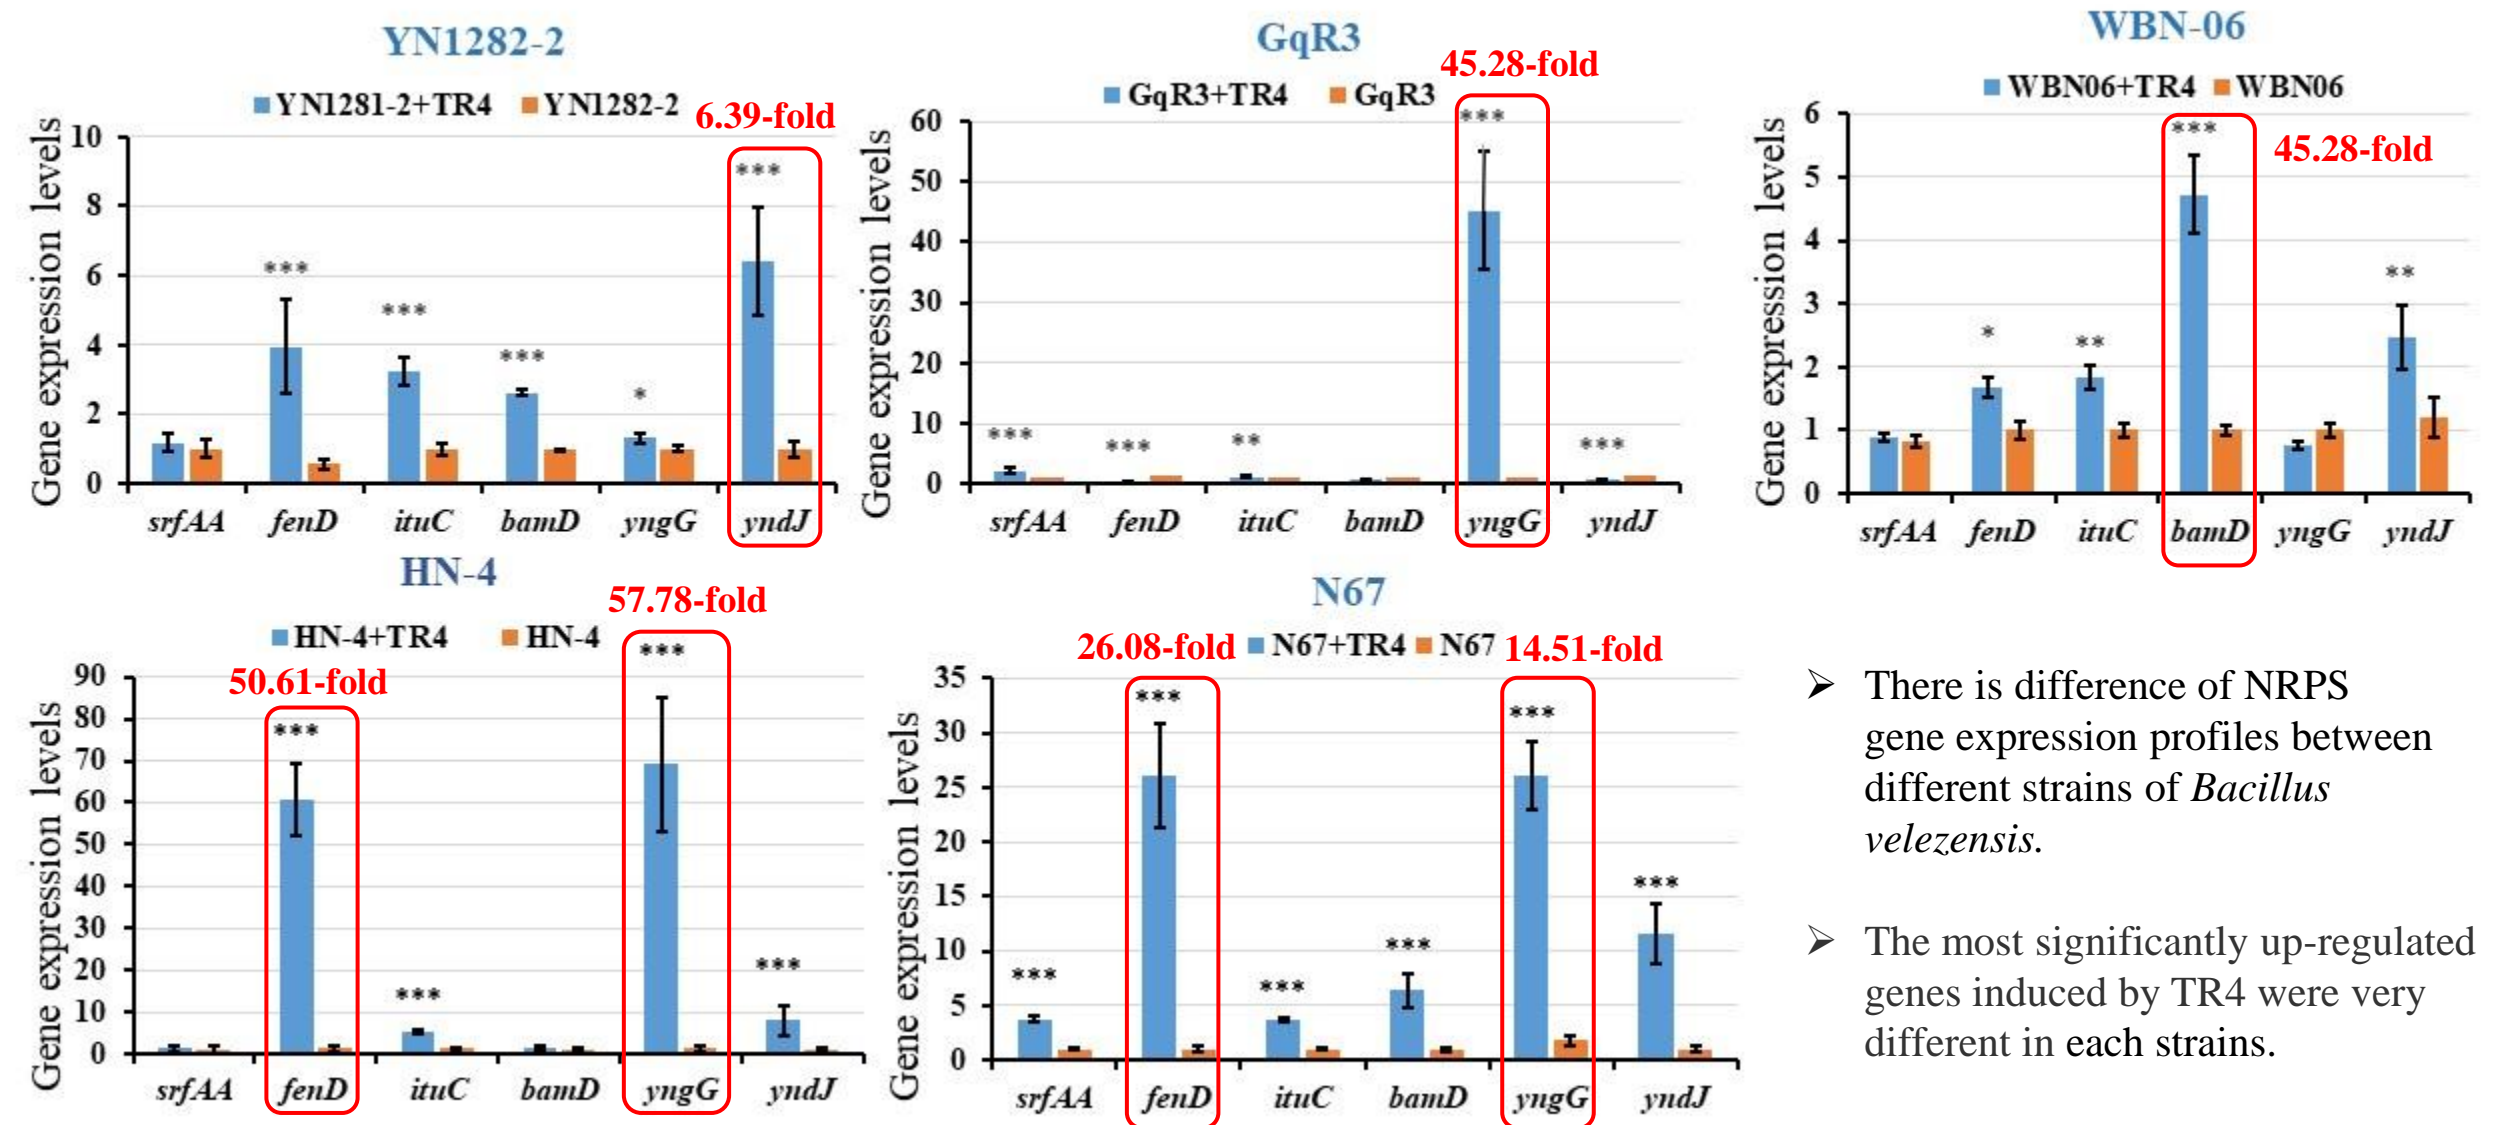 YN1282-2
YN1281-2+TR4 YN1282-2
6.39-fold
Gene expression levels
10
8
6
4
2
0
***
***
***
*
***
srfAA fenD ituC bamD yngG yndJ
GqR3
45.28-fold
GqR3+TR4 GqR3
Gene expression levels
60
50
40
30
20
10
0
***
***
**
***
***
srfAA fenD ituC bamD yngG yndJ
WBN-06
WBN06+TR4 WBN06
45.28-fold
Gene expression levels
6
5
4
3
2
1
0
*
**
***
**
srfAA fenD ituC bamD yngG yndJ
HN-4
57.78-fold
HN-4+TR4 HN-4
50.61-fold
Gene expression levels
90
80
70
60
50
40
30
20
10
0
***
***
***
***
srfAA fenD ituC bamD yngG yndJ
N67
26.08-fold N67+TR4 N67 14.51-fold
Gene expression levels
35
30
25
20
15
10
5
0
***
***
***
***
***
***
srfAA fenD ituC bamD yngG yndJ
➢ There is difference of NRPS
gene expression profiles between
different strains of Bacillus
velezensis.
➢ The most significantly up-regulated
genes induced by TR4 were very
different in each strains.